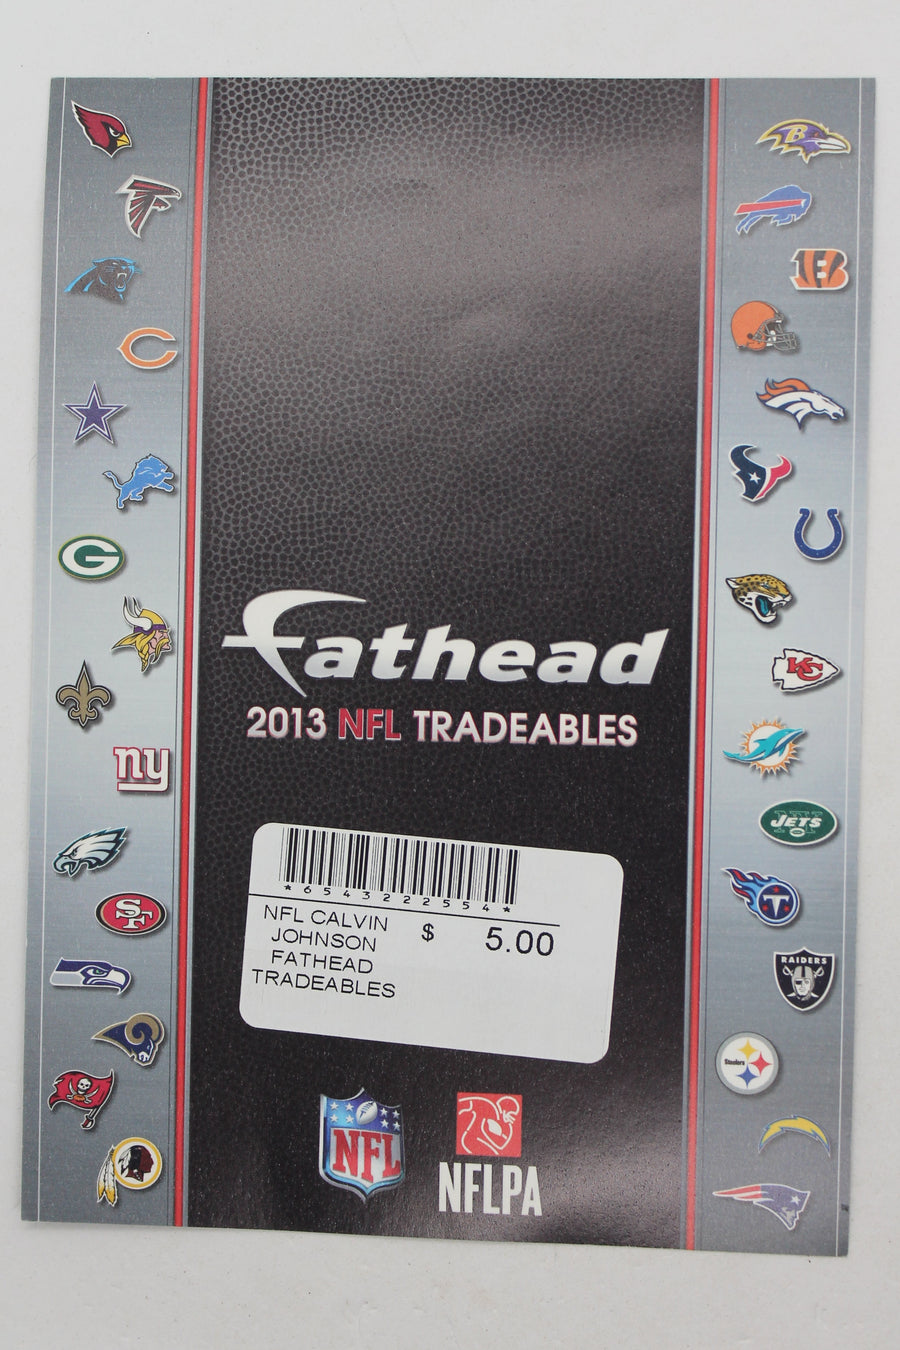 B
Fathead
2013 NFL TRADEABLES
KC
ny
JETS
T
SF
*6543222554*
NFL CALVIN
JOHNSON
FATHEAD
TRADEABLES
$ 5.00
RAIDERS
Steelers
NFL
NFLPA